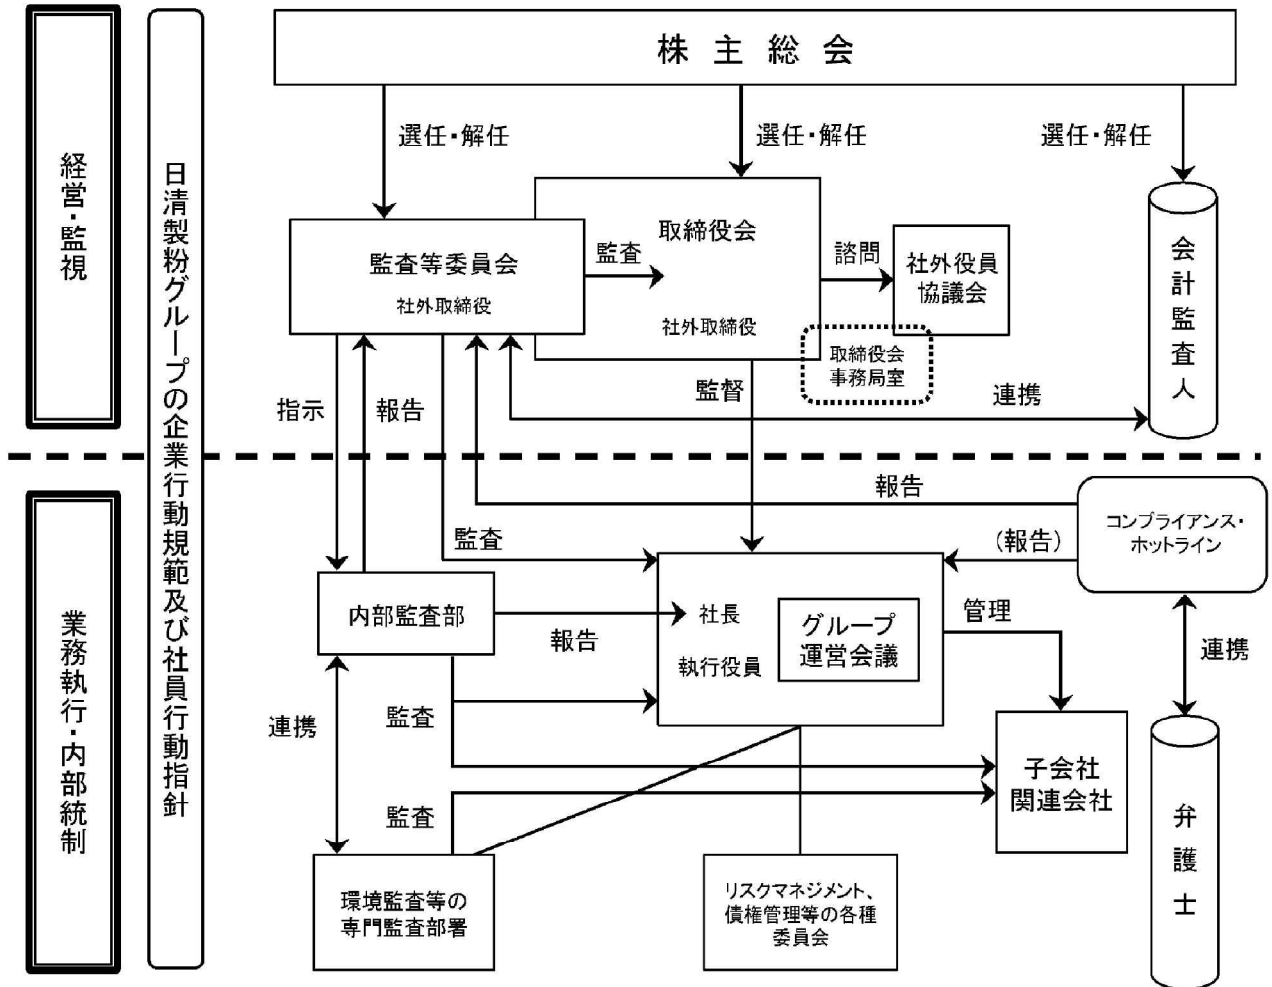 株主総会
選任・解任
選任・解任
選任・解任
経営・監視
日清製粉グループの企業行動規範及び社員行動指針
取締役会
社外取締役
監査等委員会
社外取締役
監査
諮問
社外役員
協議会
取締役会
事務局室
会計監査人
指示
報告
監督
連携
報告
業務執行・内部統制
監査
(報告)
コンプライアンス・
ホットライン
内部監査部
報告
社長
執行役員
グループ
運営会議
管理
連携
連携
監査
子会社
関連会社
監査
弁護士
環境監査等の
専門監査部署
リスクマネジメント、
債権管理等の各種
委員会